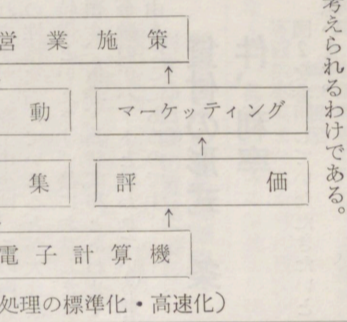 考えられるわけである。
営業施策
↑
動 マーケッティング
↑
集 評価
↑
電子計算機
処理の標準化・高速化）